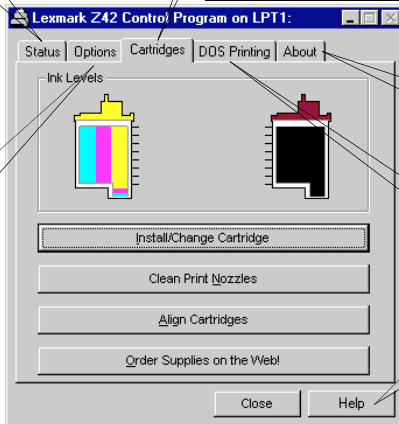 Lexmark Z42 Control Program on LPT1:
Status Options Cartridges DOS Printing About
Ink Levels
Install/Change Cartridge
Clean Print Nozzles
Align Cartridges
Order Supplies on the Web!
Close Help